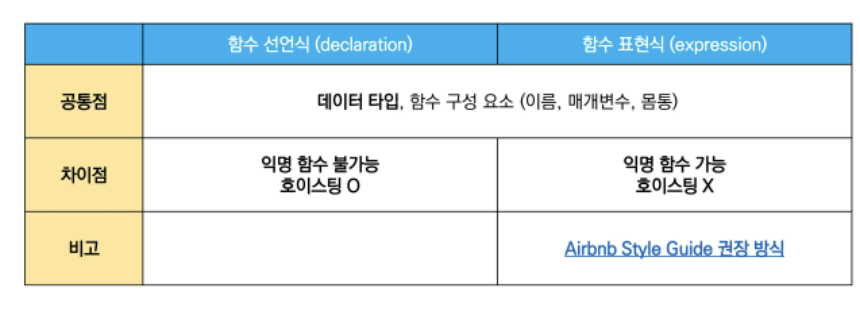 함수 선언식 (declaration) 함수 표현식 (expression)
공통점 데이터 타입, 함수 구성 요소 (이름, 매개변수, 몸통)
차이점 익명 함수 불가능 익명 함수 가능
호이스팅 O 호이스팅 X
비고 Airbnb Style Guide 권장 방식